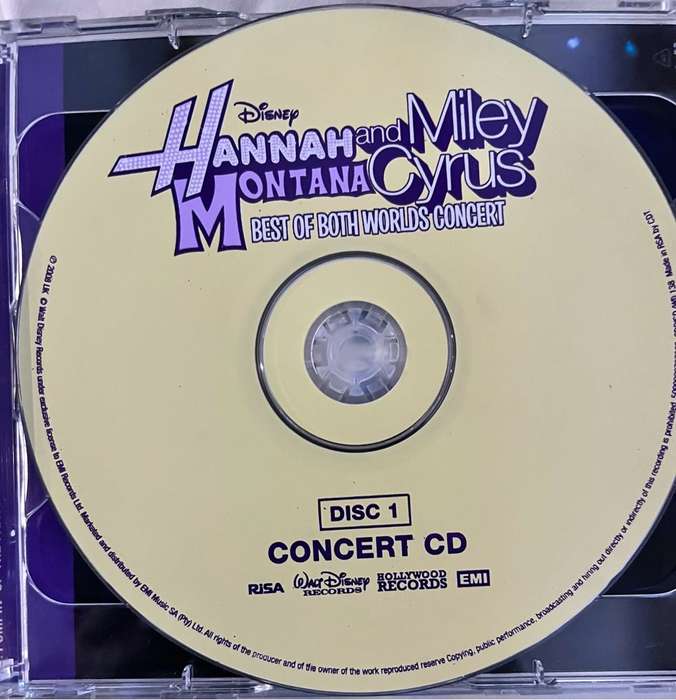 Disney
HANNAH
MONTANA
and
Miley
Cyrus
BEST OF BOTH WORLDS CONCERT
DISC 1
CONCERT CD
RiSA
WALT DISNEY
RECORDS
HOLLYWOOD
RECORDS
EMI
℗ 2008 UK © Walt Disney Records under exclusive license to EMI Records Ltd. Marketed and distributed by EMI Music SA (Pty) Ltd. All rights of the producer and of the owner of the work reproduced reserve Copying, public performance, broadcasting and hiring out directly or indirectly of this recording is prohibited.
138 Made in RSA by CDT